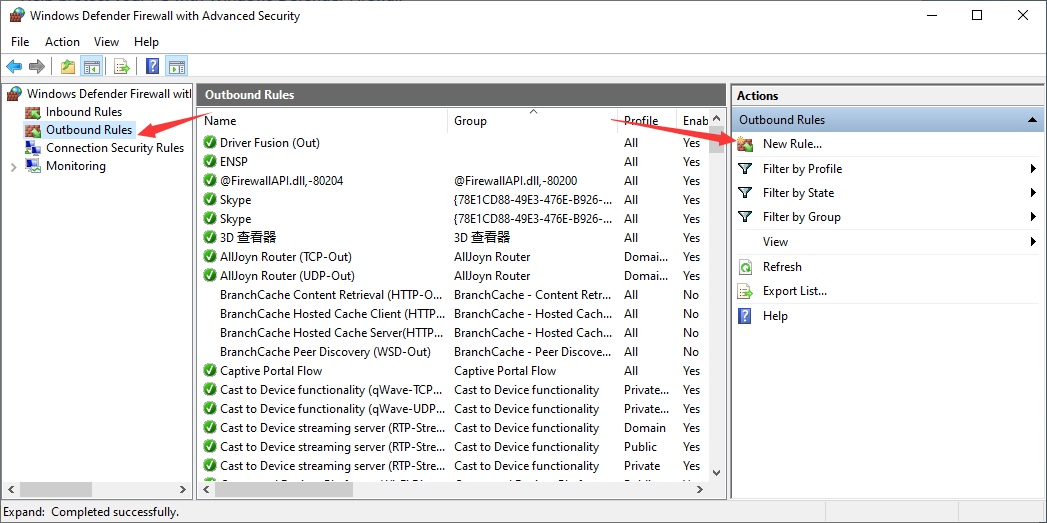 Windows Defender Firewall with Advanced Security
File Action View Help
Windows Defender Firewall wit
Inbound Rules
Outbound Rules
Connection Security Rules
Monitoring
Outbound Rules
Name Group Profile Enab
Driver Fusion (Out) All Yes
ENSP All Yes
@FirewallAPI.dll,-80204 @FirewallAPI.dll,-80200 All Yes
Skype {78E1CD88-49E3-476E-B926-... All Yes
Skype {78E1CD88-49E3-476E-B926-... All Yes
3D 查看器 3D 查看器 All Yes
AllJoyn Router (TCP-Out) AllJoyn Router Domai... Yes
AllJoyn Router (UDP-Out) AllJoyn Router Domai... Yes
BranchCache Content Retrieval (HTTP-O... BranchCache - Content Retr... All No
BranchCache Hosted Cache Client (HTTP... BranchCache - Hosted Cach... All No
BranchCache Hosted Cache Server(HTTP... BranchCache - Hosted Cach... All No
BranchCache Peer Discovery (WSD-Out) BranchCache - Peer Discove... All No
Captive Portal Flow Captive Portal Flow All Yes
Cast to Device functionality (qWave-TCP... Cast to Device functionality Private... Yes
Cast to Device functionality (qWave-UDP... Cast to Device functionality Private... Yes
Cast to Device streaming server (RTP-Stre... Cast to Device functionality Domain Yes
Cast to Device streaming server (RTP-Stre... Cast to Device functionality Public Yes
Cast to Device streaming server (RTP-Stre... Cast to Device functionality Private Yes
Actions
Outbound Rules
New Rule...
Filter by Profile
Filter by State
Filter by Group
View
Refresh
Export List...
Help
Expand: Completed successfully.